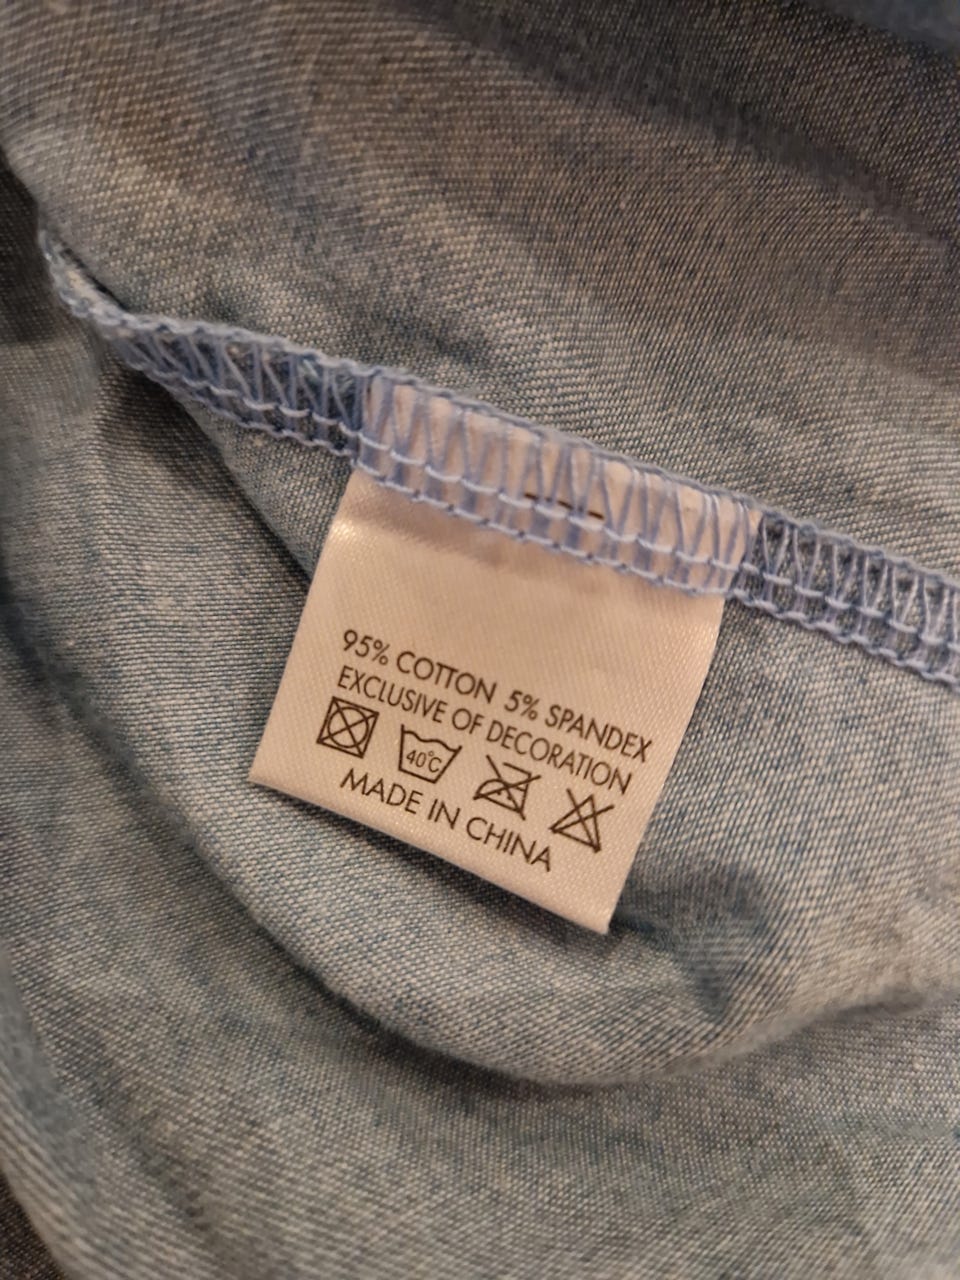 95% COTTON 5% SPANDEX
EXCLUSIVE OF DECORATION
40°C
MADE IN CHINA